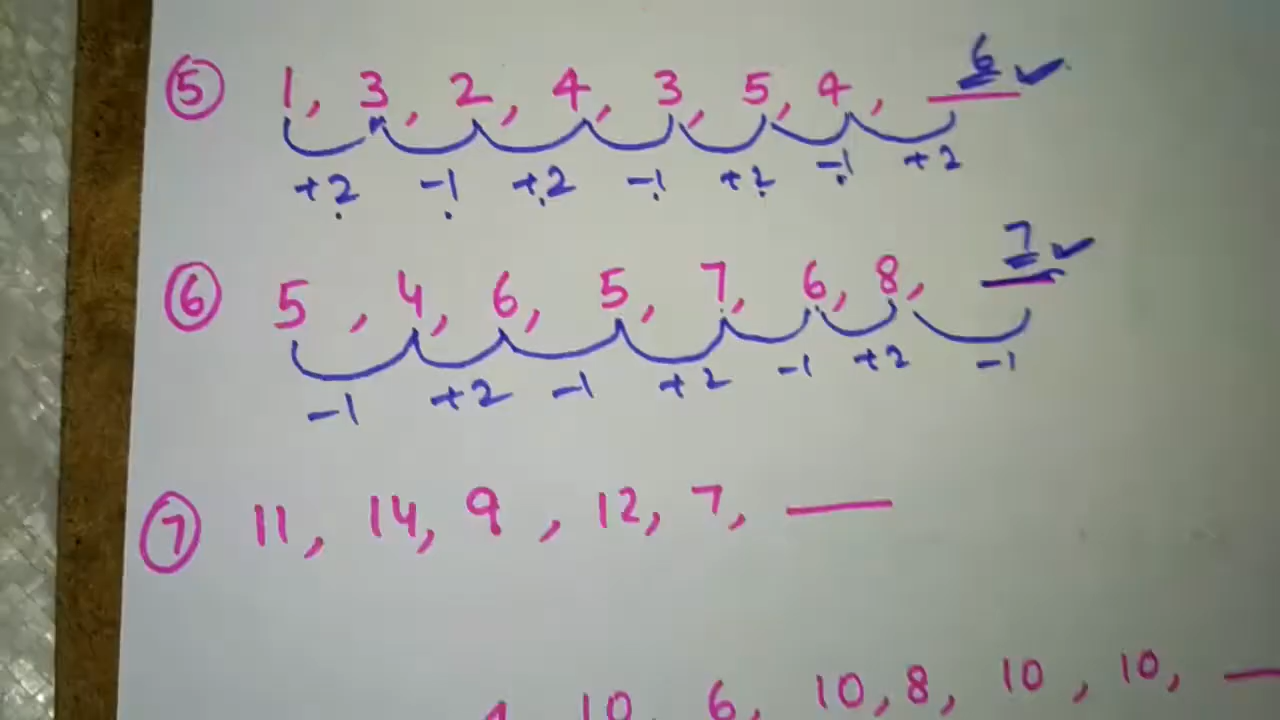 ⑤ 1, 3, 2, 4, 3, 5, 4, 6 ✓
+2 -1 +2 -1 +2 -1 +2
⑥ 5, 4, 6, 5, 7, 6, 8, 7 ✓
-1 +2 -1 +2 -1 +2 -1
⑦ 11, 14, 9, 12, 7, ___
10, 6, 10, 8, 10, 10, ___